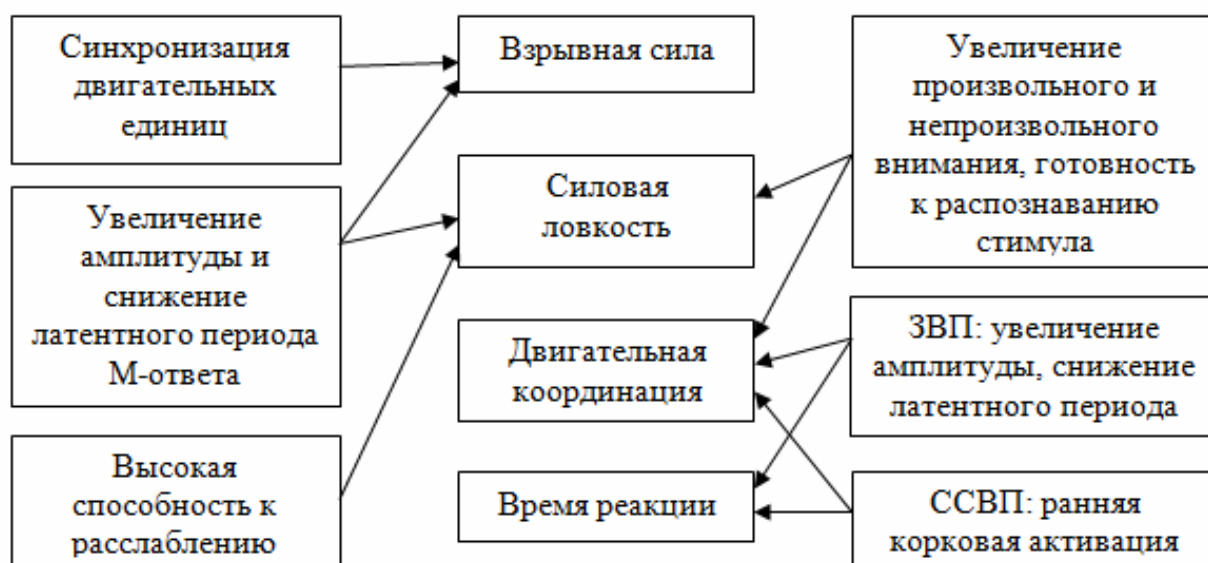 Синхронизация
двигательных
единиц
Увеличение
амплитуды и
снижение
латентного периода
М-ответа
Высокая
способность к
расслаблению
Взрывная сила
Силовая
ловкость
Двигательная
координация
Время реакции
Увеличение
произвольного и
непроизвольного
внимания, готовность
к распознаванию
стимула
ЗВП: увеличение
амплитуды, снижение
латентного периода
ССВП: ранняя
корковая активация